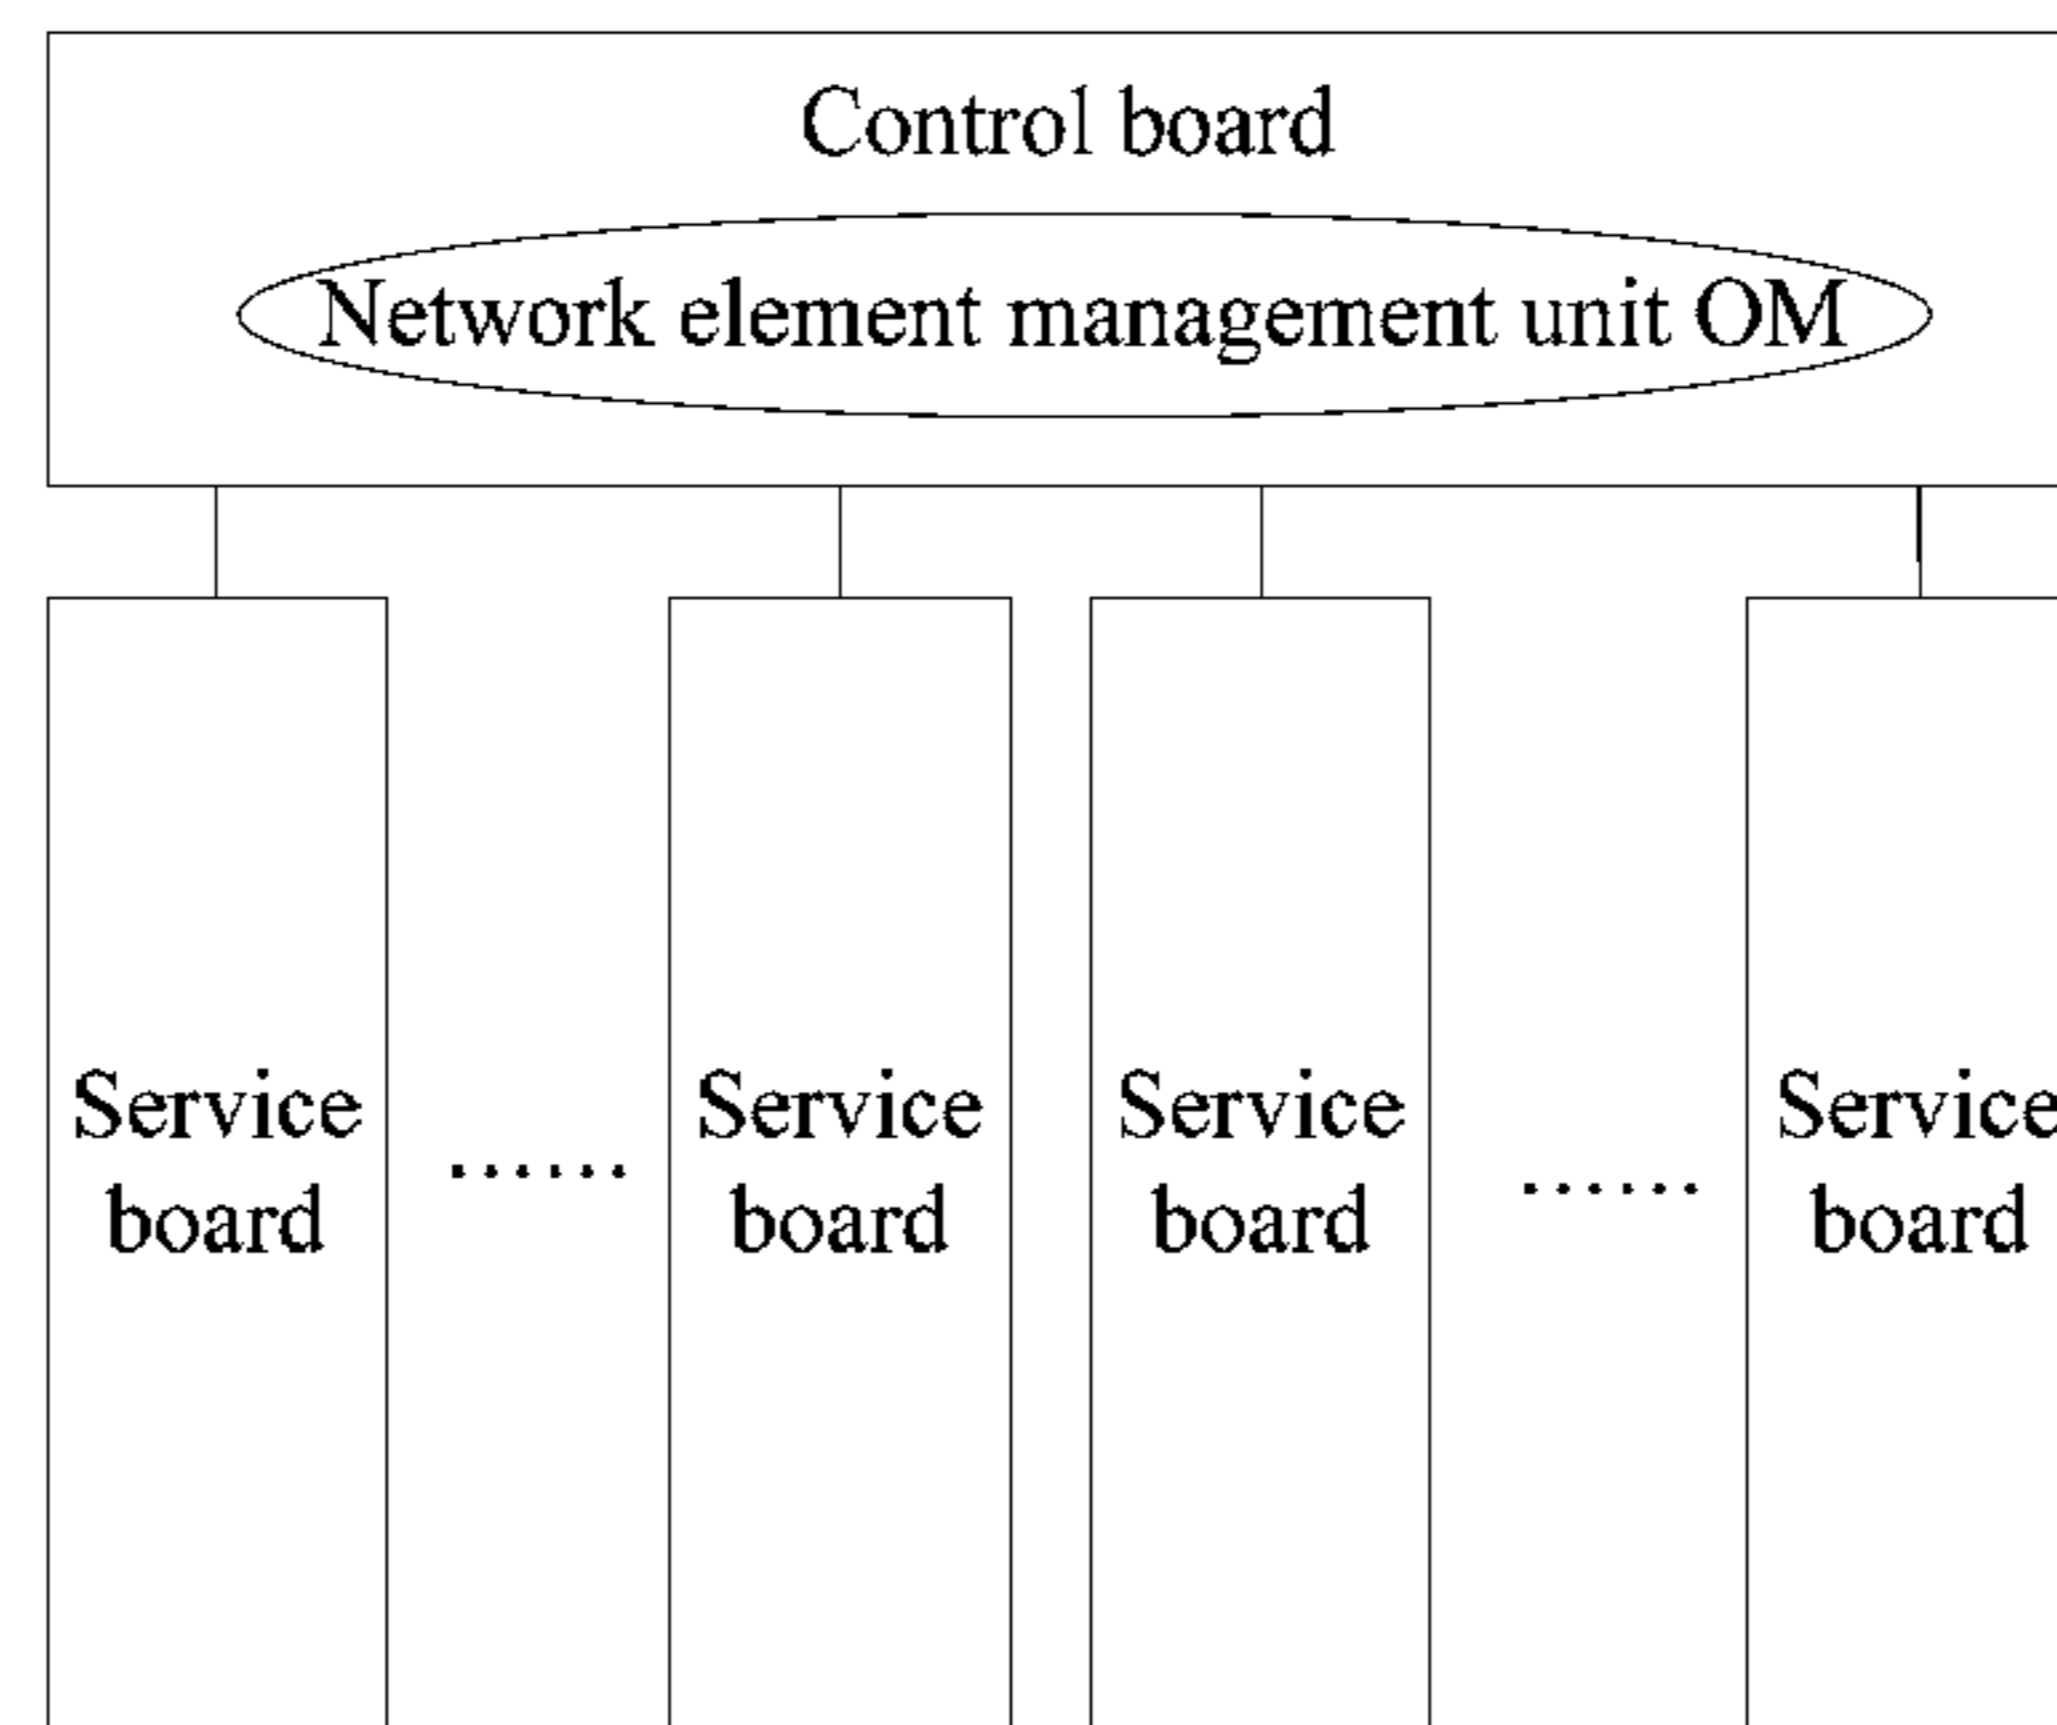 Control board
Network element management unit OM
Service
board
......
Service
board
Service
board
......
Service
board